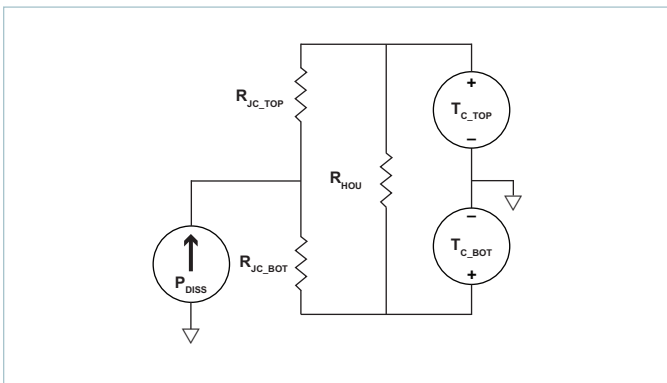 R_JC_TOP
+
T_C_TOP
–
R_HOU
–
T_C_BOT
+
R_JC_BOT
P_DISS